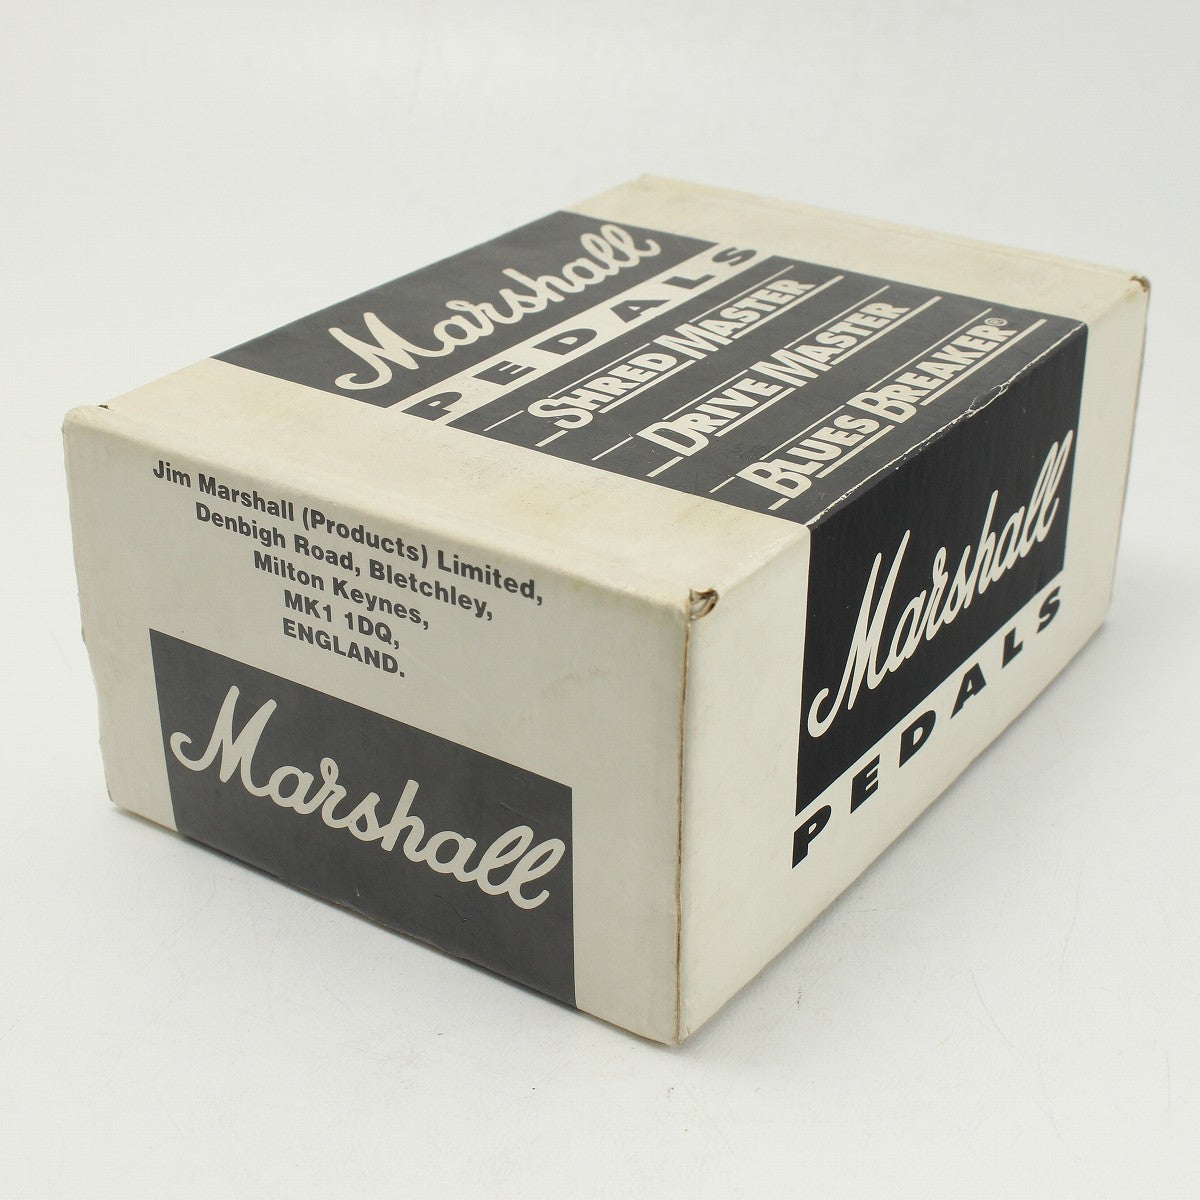 Marshall
PEDALS
SHRED MASTER
DRIVE MASTER
BLUES BREAKER®
Jim Marshall (Products) Limited,
Denbigh Road, Bletchley,
Milton Keynes,
MK1 1DQ,
ENGLAND.
Marshall
Marshall
PEDALS